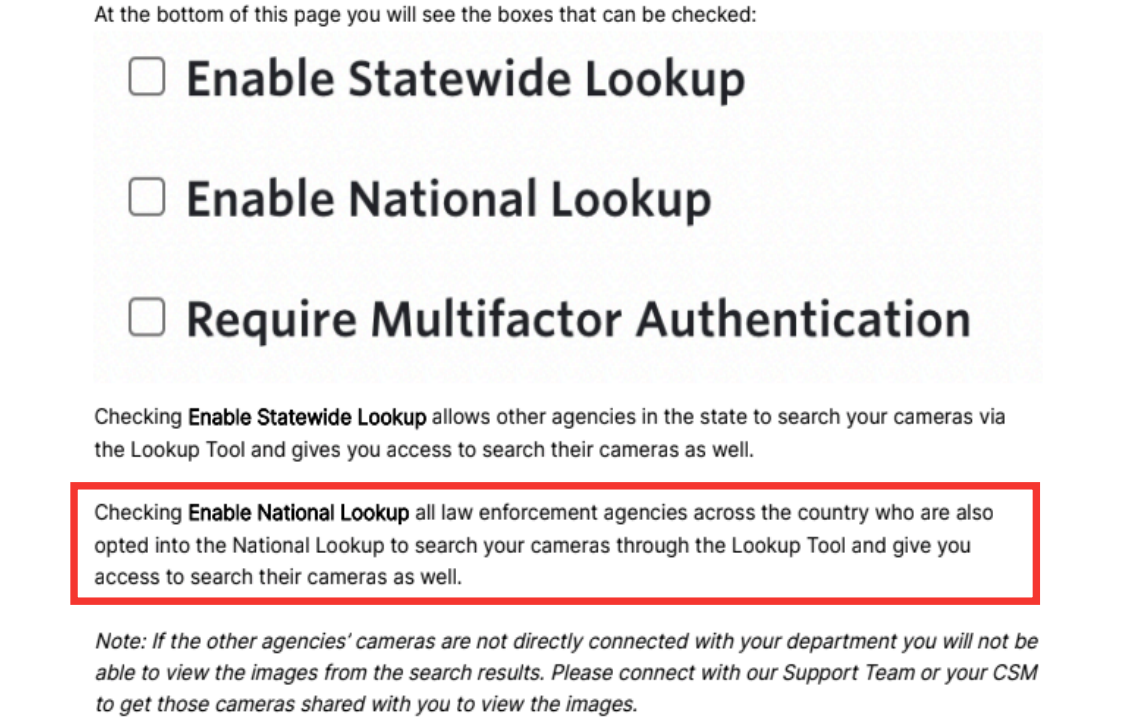 At the bottom of this page you will see the boxes that can be checked:
Enable Statewide Lookup
Enable National Lookup
Require Multifactor Authentication
Checking Enable Statewide Lookup allows other agencies in the state to search your cameras via
the Lookup Tool and gives you access to search their cameras as well.
Checking Enable National Lookup all law enforcement agencies across the country who are also
opted into the National Lookup to search your cameras through the Lookup Tool and give you
access to search their cameras as well.
Note: If the other agencies' cameras are not directly connected with your department you will not be
able to view the images from the search results. Please connect with our Support Team or your CSM
to get those cameras shared with you to view the images.